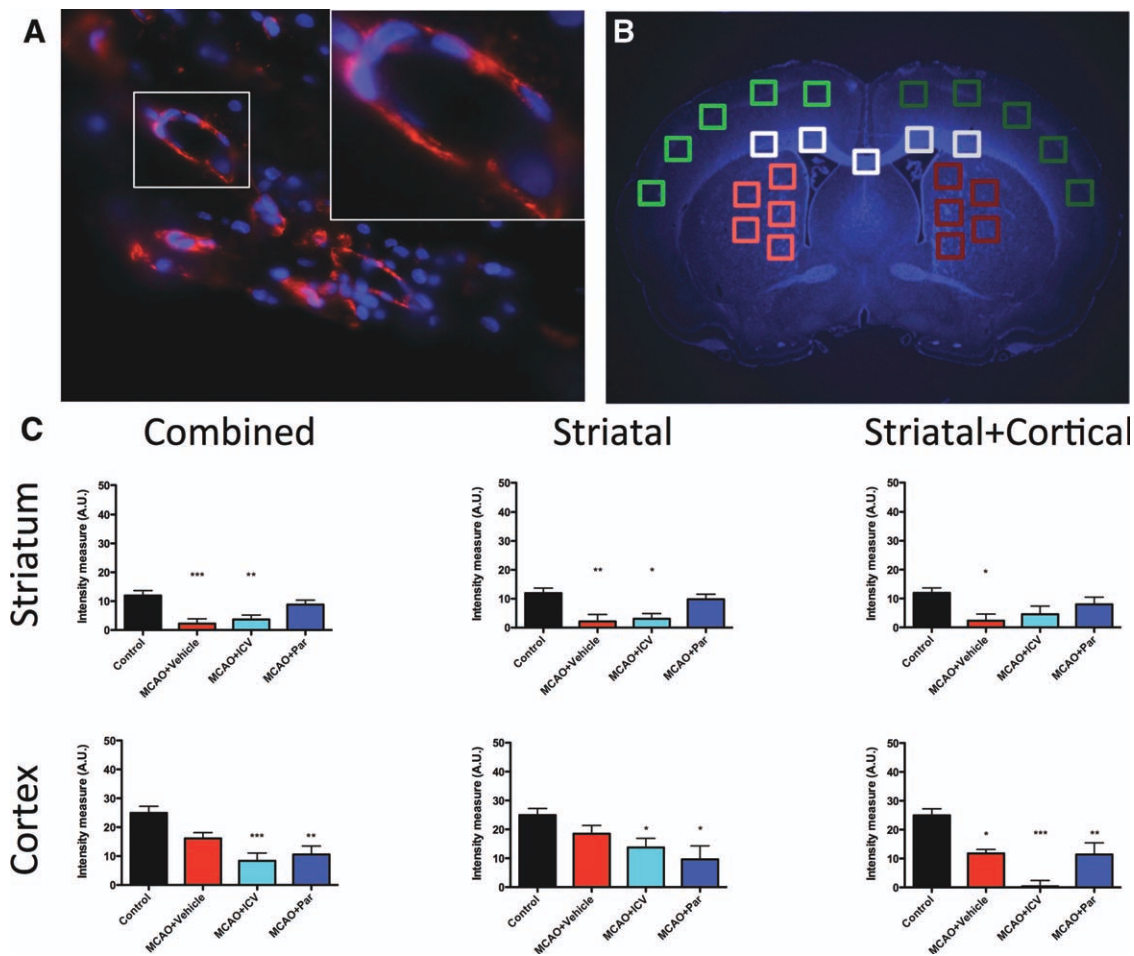 A
B
C
Combined
Striatal
Striatal+Cortical
Striatum
Intensity measure (A.U.)
50
40
30
20
10
0
***
**
Control
MCAO+Vehicle
MCAO+ICV
MCAO+Par
Intensity measure (A.U.)
50
40
30
20
10
0
**
*
Control
MCAO+Vehicle
MCAO+ICV
MCAO+Par
Intensity measure (A.U.)
50
40
30
20
10
0
*
Control
MCAO+Vehicle
MCAO+ICV
MCAO+Par
Cortex
Intensity measure (A.U.)
50
40
30
20
10
0
***
**
Control
MCAO+Vehicle
MCAO+ICV
MCAO+Par
Intensity measure (A.U.)
50
40
30
20
10
0
*
*
Control
MCAO+Vehicle
MCAO+ICV
MCAO+Par
Intensity measure (A.U.)
50
40
30
20
10
0
*
***
**
Control
MCAO+Vehicle
MCAO+ICV
MCAO+Par